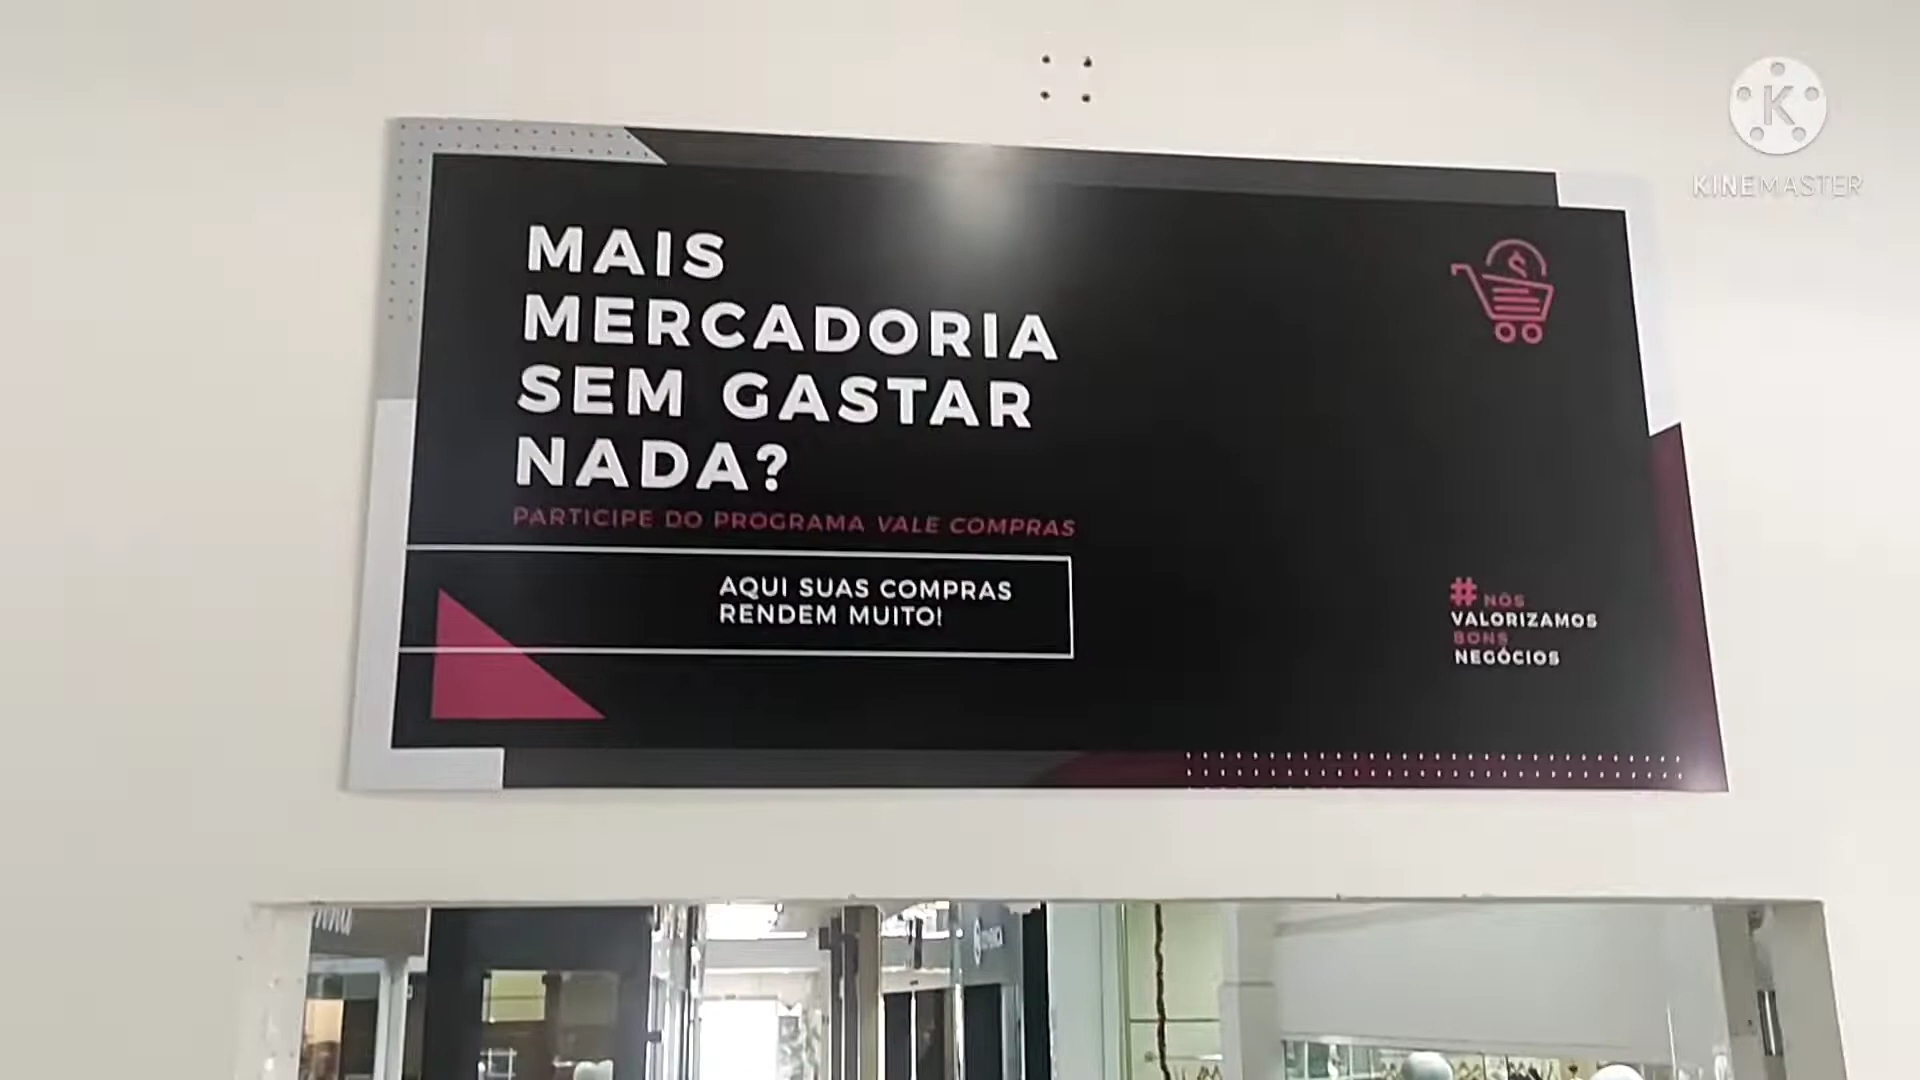 MAIS
MERCADORIA
SEM GASTAR
NADA?
PARTICIPE DO PROGRAMA VALE COMPRAS
AQUI SUAS COMPRAS
RENDEM MUITO!
# NÓS
VALORIZAMOS
BONS
NEGÓCIOS
K
KINEMASTER